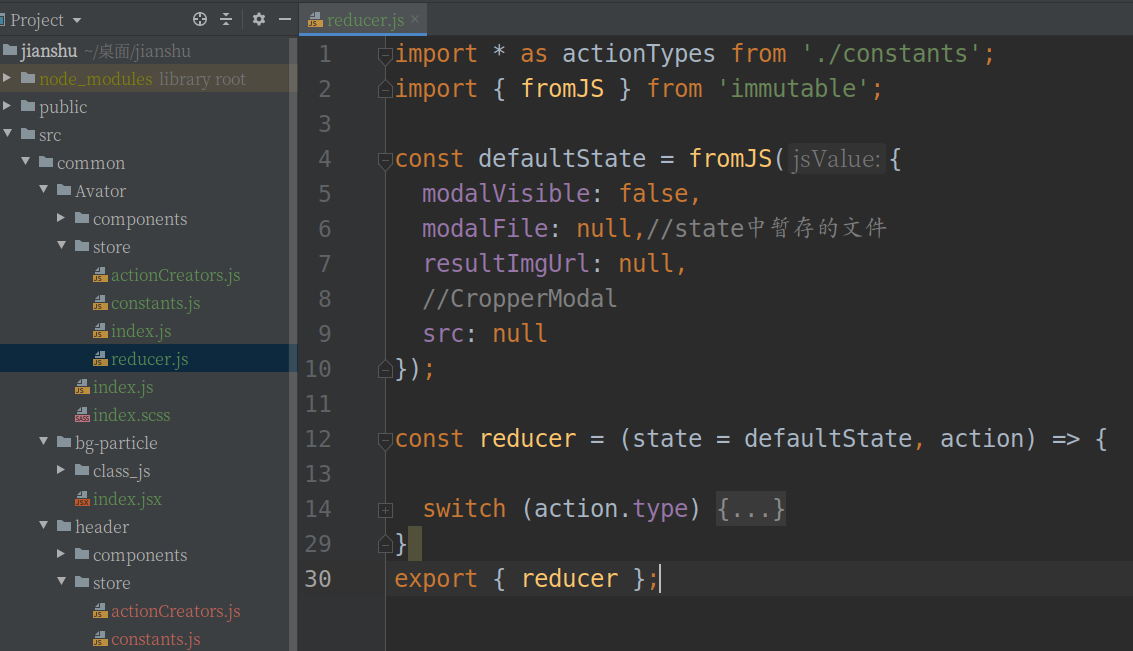 Project
reducer.js
jianshu ~/桌面/jianshu
node_modules library root
public
src
common
Avator
components
store
actionCreators.js
constants.js
index.js
reducer.js
index.js
index.scss
bg-particle
class_js
index.jsx
header
components
store
actionCreators.js
constants.js
1 import * as actionTypes from './constants';
2 import { fromJS } from 'immutable';
3
4 const defaultState = fromJS( jsValue: {
5 modalVisible: false,
6 modalFile: null,//state中暂存的文件
7 resultImgUrl: null,
8 //CropperModal
9 src: null
10 });
11
12 const reducer = (state = defaultState, action) => {
13
14 switch (action.type) {...}
29 }
30 export { reducer };